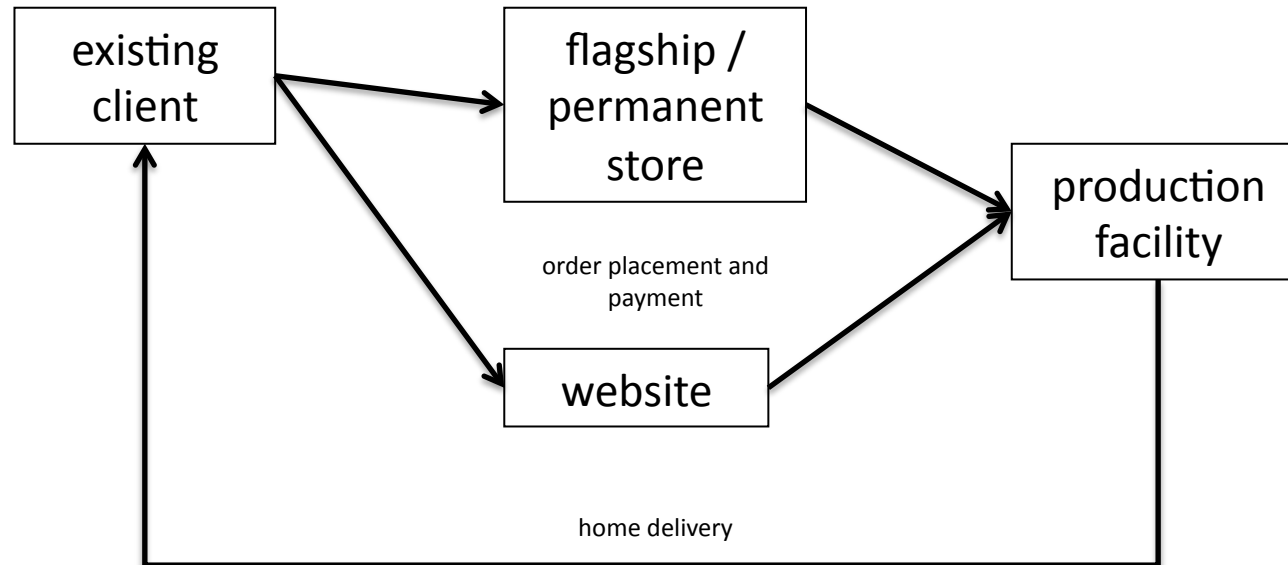 existing
client
flagship /
permanent
store
production
facility
order placement and
payment
website
home delivery